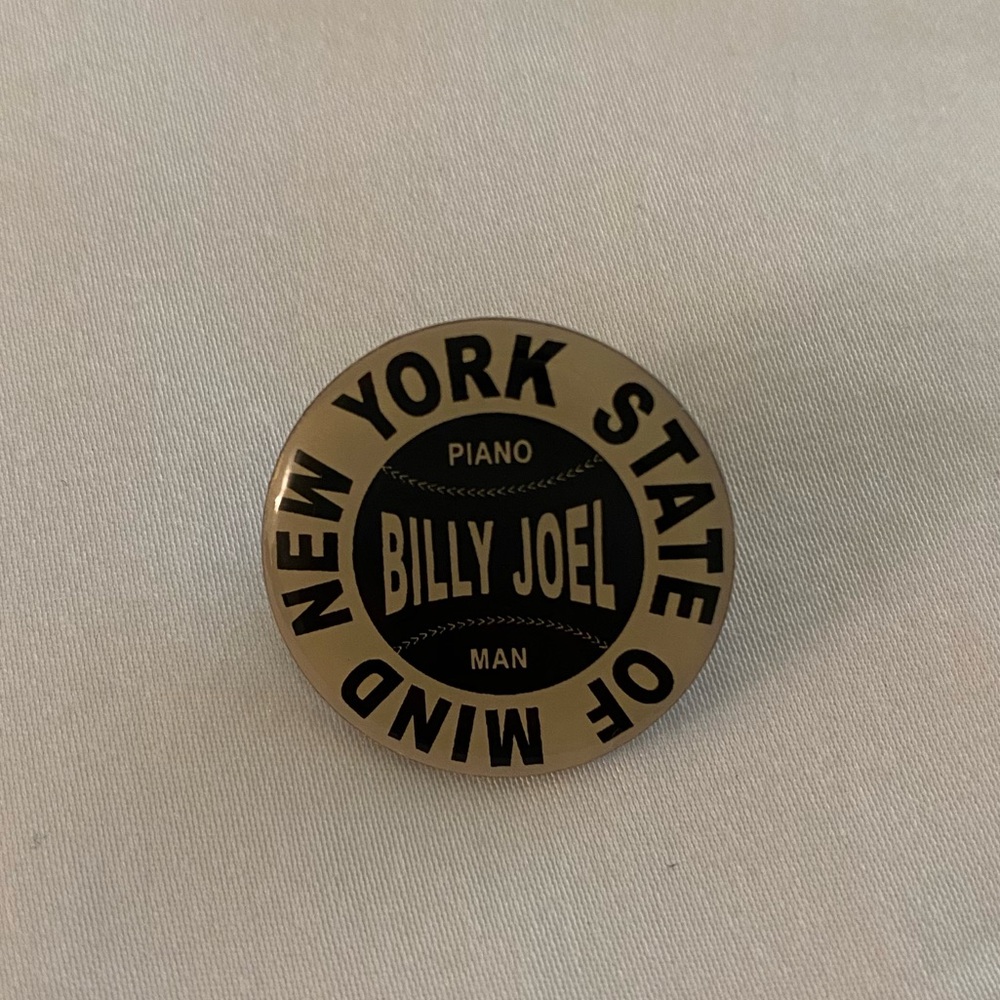 NEW YORK STATE OF MIND
PIANO
BILLY JOEL
MAN